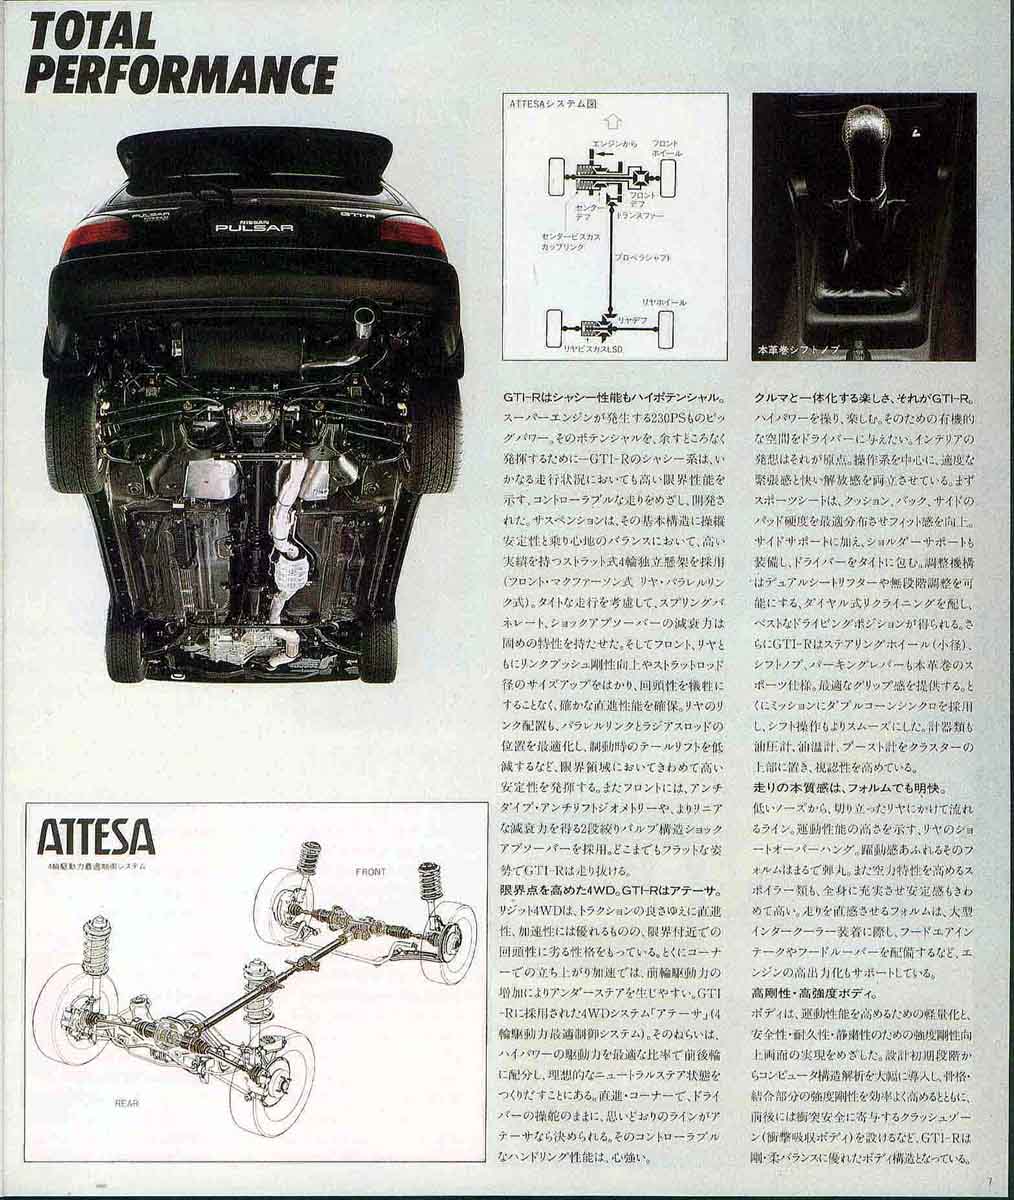 TOTAL
PERFORMANCE
PULSAR
NISSAN
GTI-R
NISSAN
PULSAR
ATTESAシステム図
エンジンから
フロント
ホイール
フロント
デフ
センター
デフ
トランスファー
センタービスカス
カップリンク
プロペラシャフト
リヤホイール
リヤデフ
リヤビスカスLSD
本革巻シフトノブ
GTI-Rはシャシー性能もハイポテンシャル。
スーパーエンジンが発生する230PSものビッ
グパワー。そのポテンシャルを、余すところなく
発揮するために—GTI-Rのシャシー系は、い
かなる走行状況においても高い限界性能を
示す、コントローラブルな走りをめざし、開発さ
れた。サスペンションは、その基本構造に操縦
安定性と乗り心地のバランスにおいて、高い
実績を持つストラット式4輪独立懸架を採用
(フロント・マクファーソン式 リヤ・パラレルリン
ク式)。タイトな走行を考慮して、スプリングバ
ネレート、ショックアブソーバーの減衰力は
固めの特性を持たせた。そしてフロント、リヤと
もにリンクブッシュ剛性向上やストラットロッド
径のサイズアップをはかり、回頭性を犠牲に
することなく、確かな直進性能を確保。リヤのリ
ンク配置も、パラレルリンクとラジアスロッドの
位置を最適化し、制動時のテールリフトを低
減するなど、限界領域においてきわめて高い
安定性を発揮する。またフロントには、アンチ
ダイブ・アンチリフトジオメトリーや、よりリニア
な減衰力を得る2段絞りバルブ構造ショック
アブソーバーを採用。どこまでもフラットな姿
勢でGTI-Rは走り抜ける。
限界点を高めた4WD。GTI-Rはアテーサ。
リジット4WDは、トラクションの良さゆえに直進
性、加速性には優れるものの、限界付近での
回頭性に劣る性格をもっている。とくにコーナ
ーでの立ち上がり加速では、前輪駆動力の
増加によりアンダーステアを生じやすい。GTI
-Rに採用された4WDシステム「アテーサ」(4
輪駆動力最適制御システム)。そのねらいは、
ハイパワーの駆動力を最適な比率で前後輪
に配分し、理想的なニュートラルステア状態を
つくりだすことにある。直進・コーナーで、ドライ
バーの操舵のままに、思いどおりのラインがア
テーサなら決められる。そのコントローラブル
なハンドリング性能は、心強い。
クルマと一体化する楽しさ、それがGTI-R。
ハイパワーを操り、楽しむ。そのための有機的
な空間をドライバーに与えたい。インテリアの
発想はそれが原点。操作系を中心に、適度な
緊張感と快い解放感を両立させている。まず
スポーツシートは、クッション、バック、サイドの
パッド硬度を最適分布させフィット感を向上。
サイドサポートに加え、ショルダーサポートも
装備し、ドライバーをタイトに包む。調整機構
はデュアルシートリフターや無段階調整を可
能にする、ダイヤル式リクライニングを配し、
ベストなドライビングポジションが得られる。さ
らにGTI-Rはステアリングホイール(小径)、
シフトノブ、パーキングレバーも本革巻のス
ポーツ仕様。最適なグリップ感を提供する。と
くにミッションにダブルコーンシンクロを採用
し、シフト操作もよりスムーズにした。計器類も
油圧計、油温計、ブースト計をクラスターの
上部に置き、視認性を高めている。
走りの本質感は、フォルムでも明快。
低いノーズから、切り立ったリヤにかけて流れ
るライン。運動性能の高さを示す、リヤのショ
ートオーバーハング。躍動感あふれるそのフ
ォルムはまるで弾丸。また空力特性を高めるス
ポイラー類も、全身に充実させ安定感もきわ
めて高い。走りを直感させるフォルムは、大型
インタークーラー装着に際し、フードエアイン
テークやフードルーバーを配備するなど、エ
ンジンの高出力化もサポートしている。
高剛性・高強度ボディ。
ボディは、運動性能を高めるための軽量化と、
安全性・耐久性・静粛性のための強度剛性向
上両面の実現をめざした。設計初期段階か
らコンピュータ構造解析を大幅に導入し、骨格・
結合部分の強度剛性を効率よく高めるとともに、
前後には衝突安全に寄与するクラッシュゾー
ン(衝撃吸収ボディ)を設けるなど、GTI-Rは
剛・柔バランスに優れたボディ構造となっている。
ATTESA
4輪駆動力最適制御システム
FRONT
REAR
7